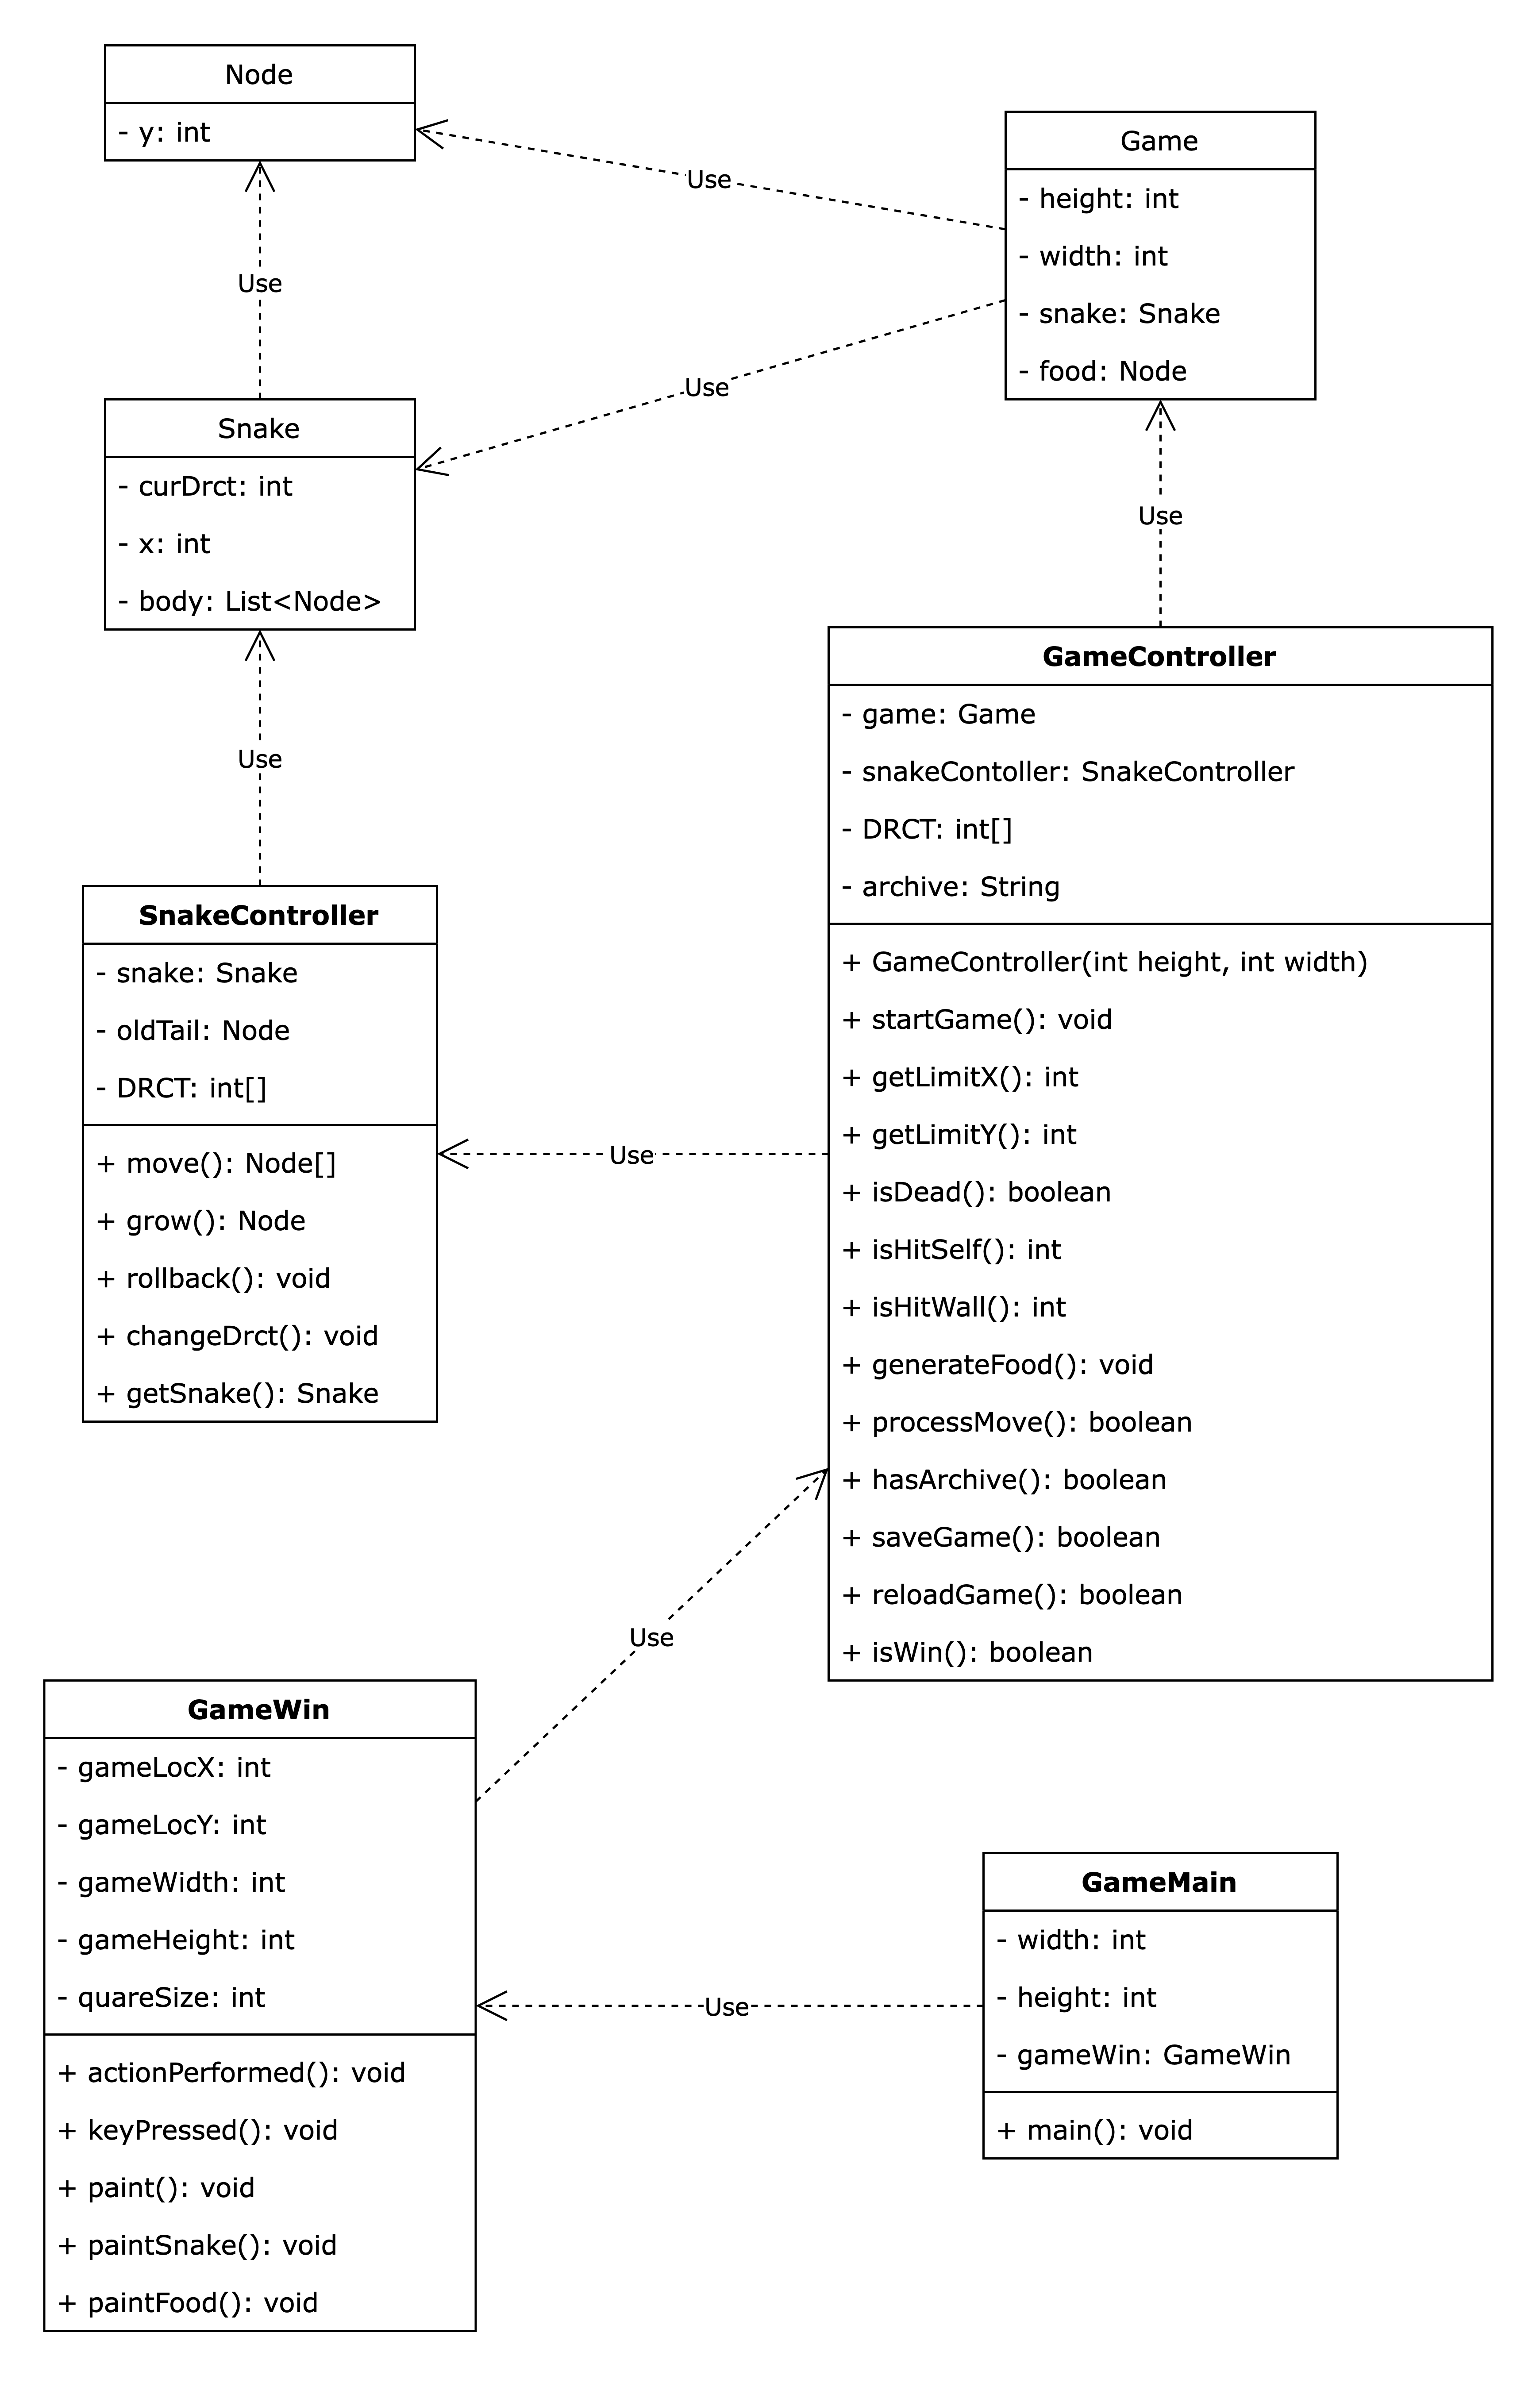 Node
- y: int
Use
Game
- height: int
- width: int
- snake: Snake
- food: Node
Use
Use
Snake
- curDrct: int
- x: int
- body: List<Node>
Use
Use
GameController
- game: Game
- snakeContoller: SnakeController
- DRCT: int[]
- archive: String
+ GameController(int height, int width)
+ startGame(): void
+ getLimitX(): int
+ getLimitY(): int
+ isDead(): boolean
+ isHitSelf(): int
+ isHitWall(): int
+ generateFood(): void
+ processMove(): boolean
+ hasArchive(): boolean
+ saveGame(): boolean
+ reloadGame(): boolean
+ isWin(): boolean
SnakeController
- snake: Snake
- oldTail: Node
- DRCT: int[]
+ move(): Node[]
+ grow(): Node
+ rollback(): void
+ changeDrct(): void
+ getSnake(): Snake
Use
Use
GameWin
- gameLocX: int
- gameLocY: int
- gameWidth: int
- gameHeight: int
- quareSize: int
+ actionPerformed(): void
+ keyPressed(): void
+ paint(): void
+ paintSnake(): void
+ paintFood(): void
Use
GameMain
- width: int
- height: int
- gameWin: GameWin
+ main(): void